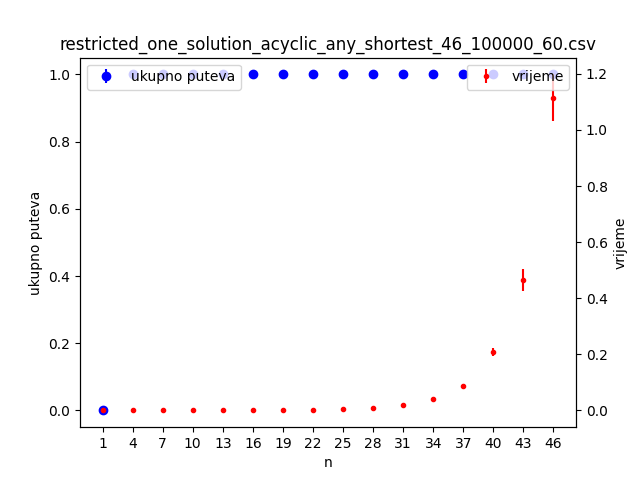 restricted_one_solution_acyclic_any_shortest_46_100000_60.csv
ukupno puteva
vrijeme
1.0
0.8
0.6
0.4
0.2
0.0
ukupno puteva
1.2
1.0
0.8
0.6
0.4
0.2
0.0
vrijeme
1 4 7 10 13 16 19 22 25 28 31 34 37 40 43 46
n